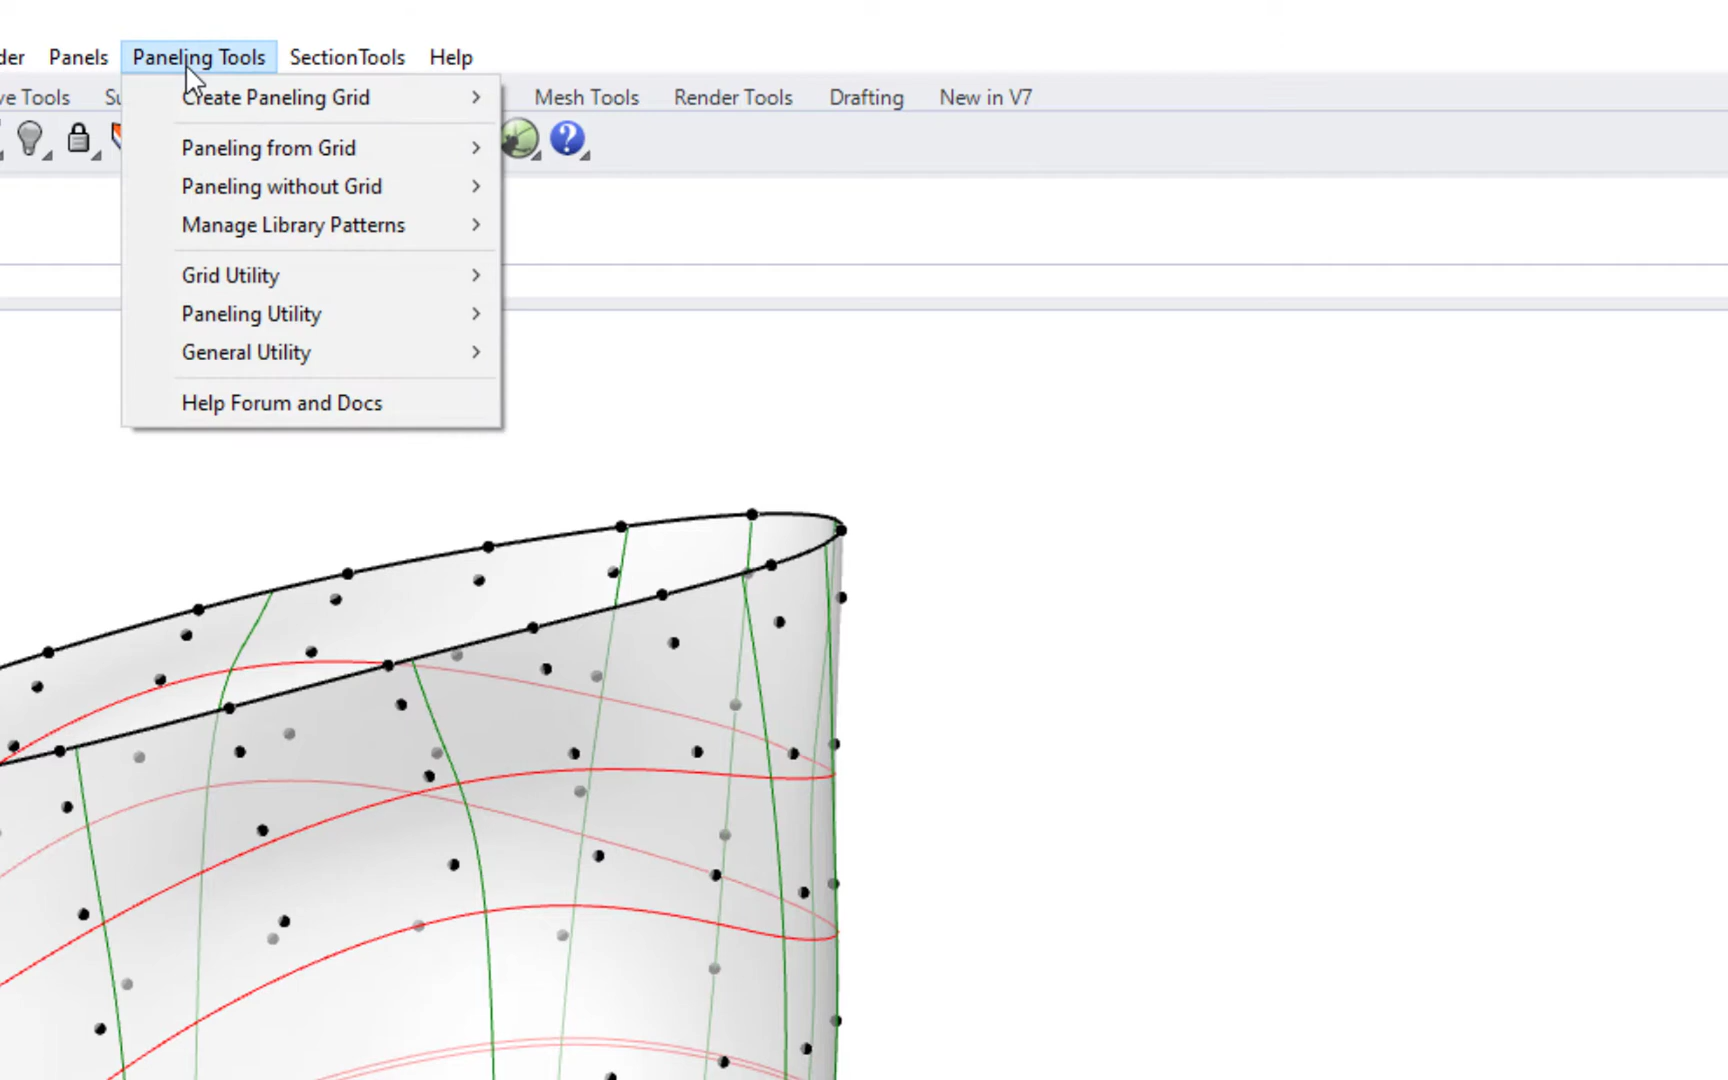 der Panels Paneling Tools SectionTools Help
ve Tools Su Create Paneling Grid Mesh Tools Render Tools Drafting New in V7
Paneling from Grid
Paneling without Grid
Manage Library Patterns
Grid Utility
Paneling Utility
General Utility
Help Forum and Docs